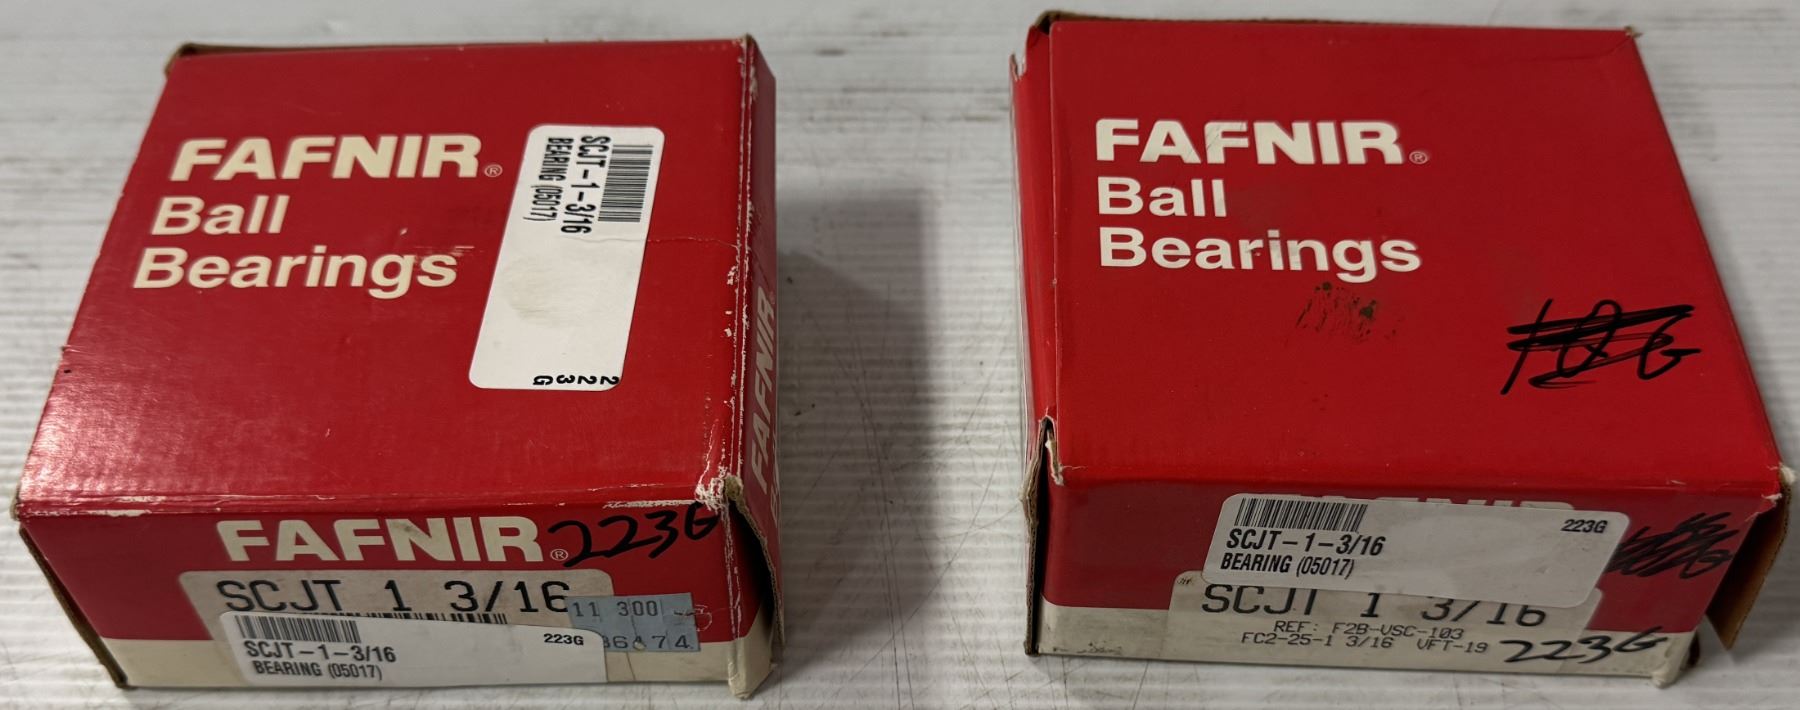 FAFNIR®
Ball
Bearings
SCJT-1-3/16
BEARING (05017)
223G
FAFNIR
FAFNIR® 223G
SCJT 1 3/16
11 300
86474
SCJT-1-3/16
223G
BEARING (05017)
FAFNIR®
Ball
Bearings
223G
SCJT-1-3/16
BEARING (05017)
SCJT 1 3/16
REF: F2B-VSC-103
FC2-25-1 3/16 VFT-19
223G